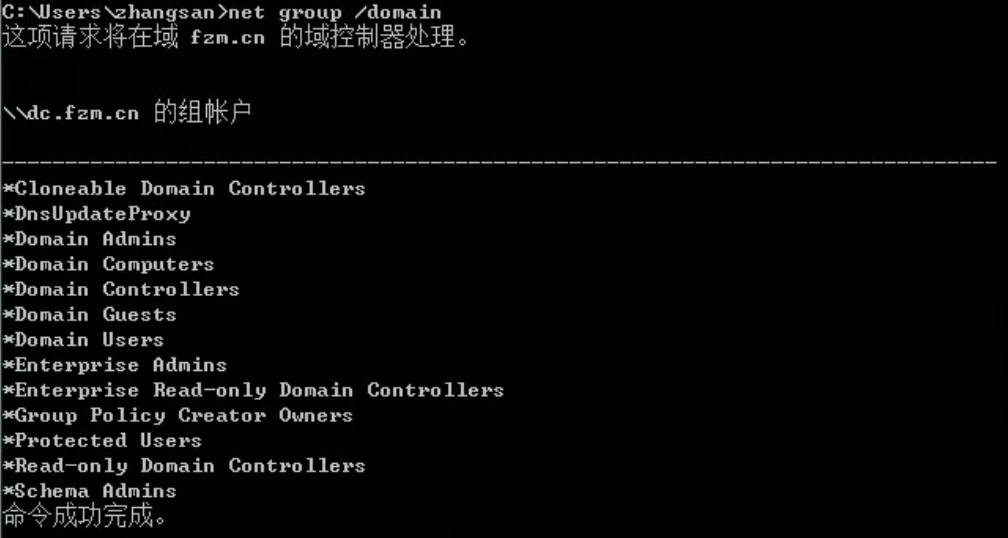 C:\Users\zhangsan>net group /domain
这项请求将在域 fzm.cn 的域控制器处理。
\\dc.fzm.cn 的组帐户
-------------------------------------------------------------------------------
*Cloneable Domain Controllers
*DnsUpdateProxy
*Domain Admins
*Domain Computers
*Domain Controllers
*Domain Guests
*Domain Users
*Enterprise Admins
*Enterprise Read-only Domain Controllers
*Group Policy Creator Owners
*Protected Users
*Read-only Domain Controllers
*Schema Admins
命令成功完成。